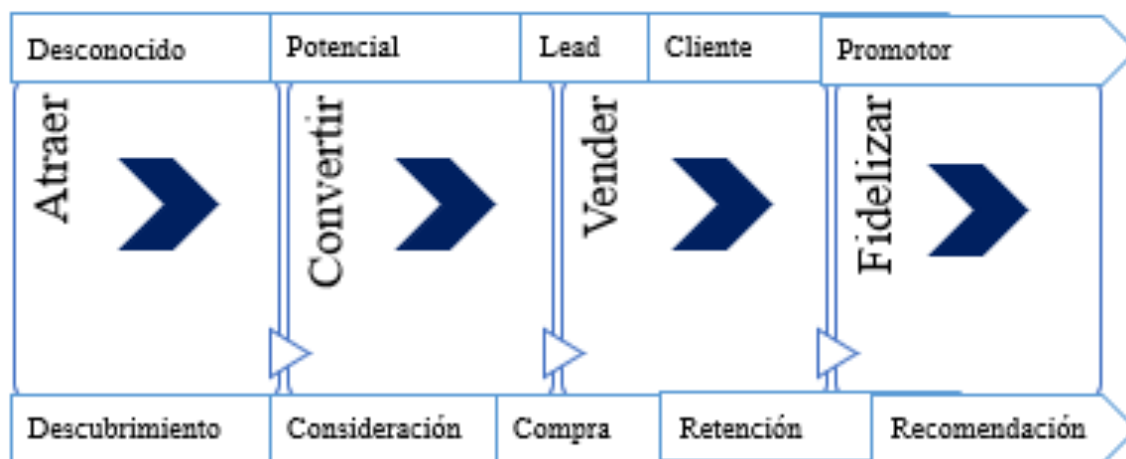 Desconocido
Potencial
Lead
Cliente
Promotor
Atraer
Convertir
Vender
Fidelizar
Descubrimiento
Consideración
Compra
Retención
Recomendación